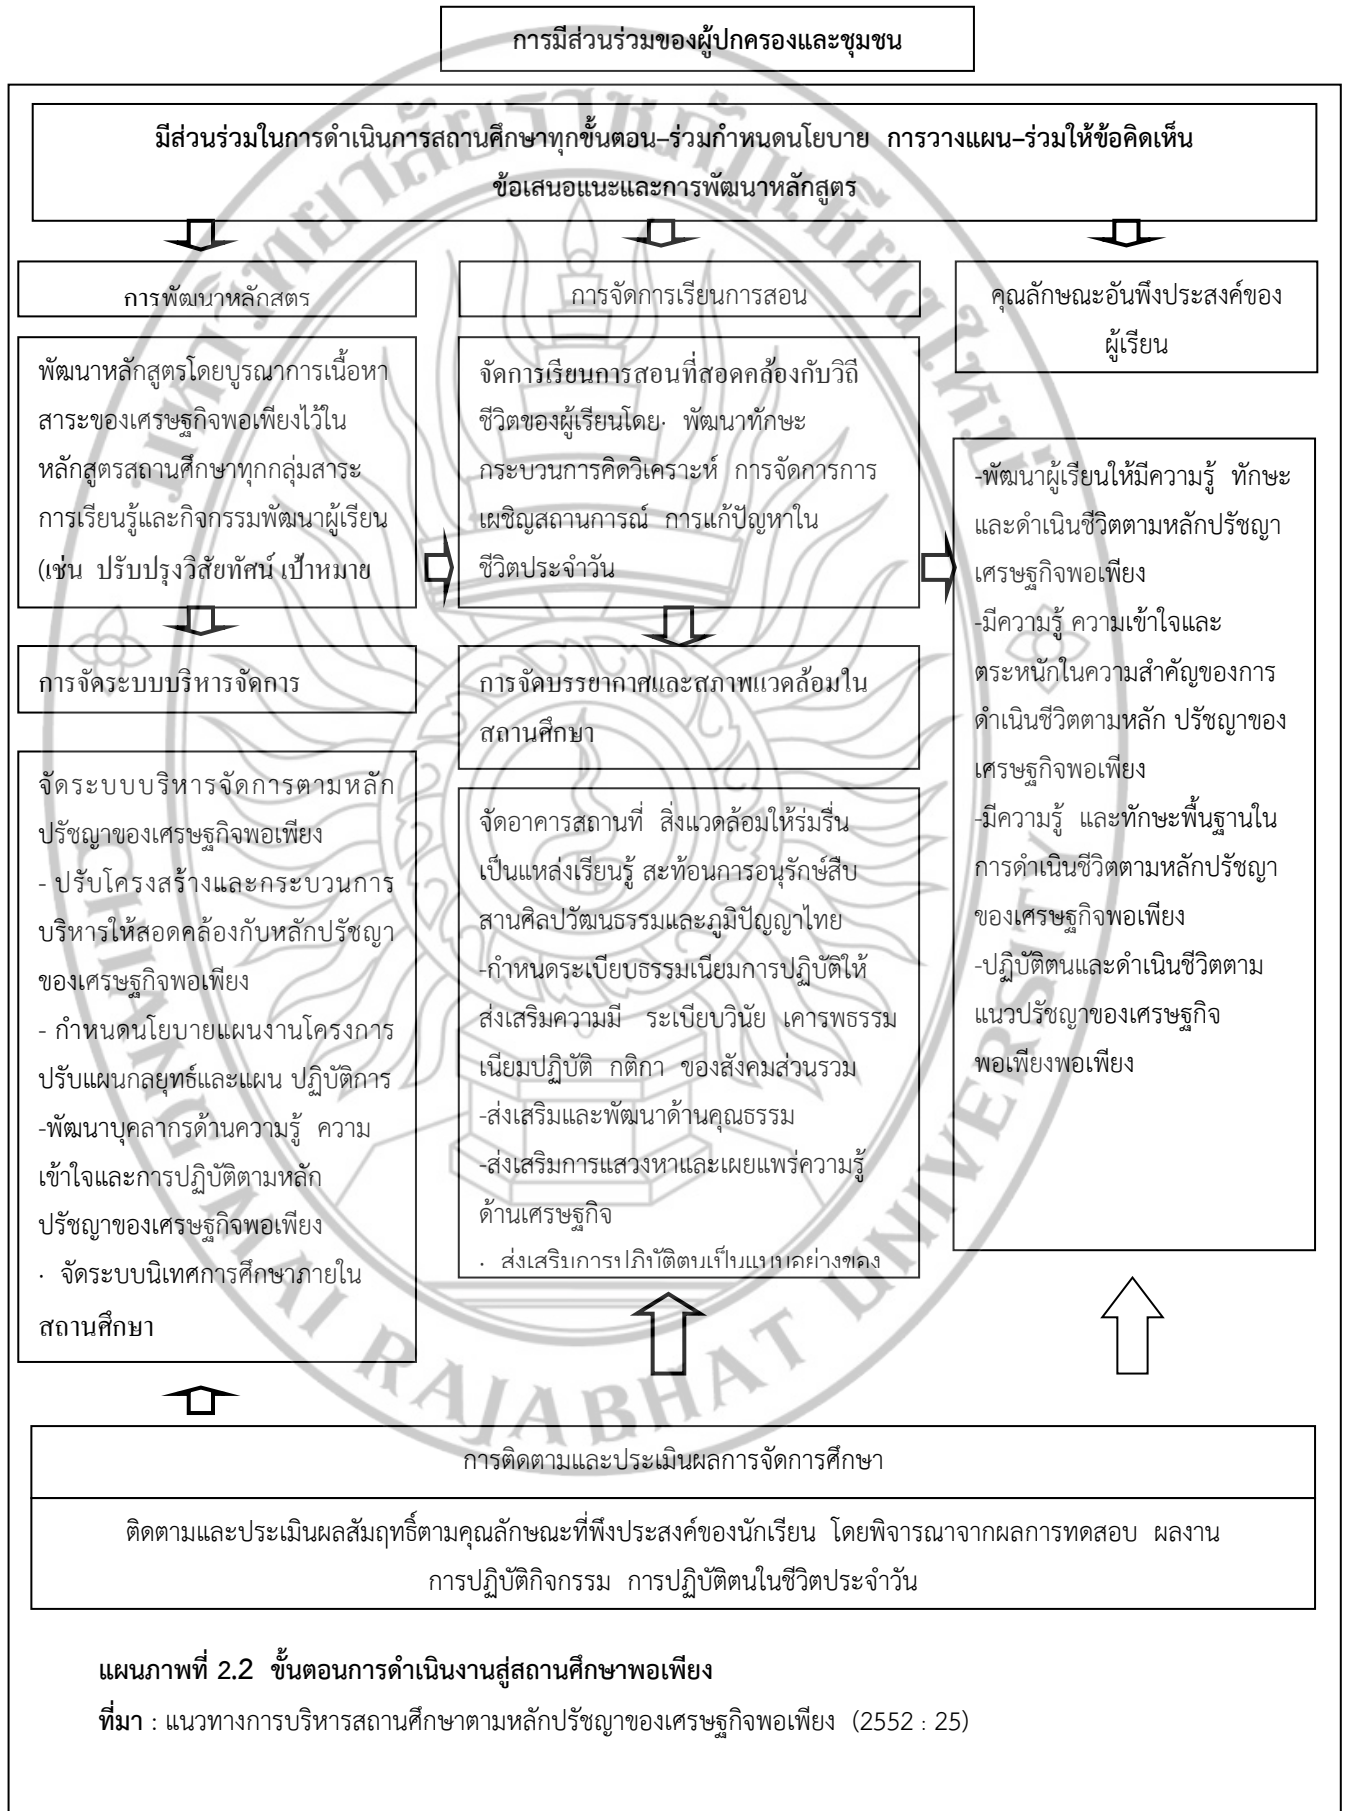 การมีส่วนร่วมของผู้ปกครองและชุมชน
มีส่วนร่วมในการดำเนินการสถานศึกษาทุกขั้นตอน–ร่วมกำหนดนโยบาย การวางแผน–ร่วมให้ข้อคิดเห็น
ข้อเสนอแนะและการพัฒนาหลักสูตร
การพัฒนาหลักสตร
พัฒนาหลักสูตรโดยบูรณาการเนื้อหา
สาระของเศรษฐกิจพอเพียงไว้ใน
หลักสูตรสถานศึกษาทุกกลุ่มสาระ
การเรียนรู้และกิจกรรมพัฒนาผู้เรียน
(เช่น ปรับปรุงวิสัยทัศน์ เป้าหมาย
การจัดระบบบริหารจัดการ
จัดระบบบริหารจัดการตามหลัก
ปรัชญาของเศรษฐกิจพอเพียง
- ปรับโครงสร้างและกระบวนการ
บริหารให้สอดคล้องกับหลักปรัชญา
ของเศรษฐกิจพอเพียง
- กำหนดนโยบายแผนงานโครงการ
ปรับแผนกลยุทธ์และแผน ปฏิบัติการ
-พัฒนาบุคลากรด้านความรู้ ความ
เข้าใจและการปฏิบัติตามหลัก
ปรัชญาของเศรษฐกิจพอเพียง
· จัดระบบนิเทศการศึกษาภายใน
สถานศึกษา
การจัดการเรียนการสอน
จัดการเรียนการสอนที่สอดคล้องกับวิถี
ชีวิตของผู้เรียนโดย· พัฒนาทักษะ
กระบวนการคิดวิเคราะห์ การจัดการการ
เผชิญสถานการณ์ การแก้ปัญหาใน
ชีวิตประจำวัน
การจัดบรรยากาศและสภาพแวดล้อมใน
สถานศึกษา
จัดอาคารสถานที่ สิ่งแวดล้อมให้ร่มรื่น
เป็นแหล่งเรียนรู้ สะท้อนการอนุรักษ์สืบ
สานศิลปวัฒนธรรมและภูมิปัญญาไทย
-กำหนดระเบียบธรรมเนียมการปฏิบัติให้
ส่งเสริมความมี ระเบียบวินัย เคารพธรรม
เนียมปฏิบัติ กติกา ของสังคมส่วนรวม
-ส่งเสริมและพัฒนาด้านคุณธรรม
-ส่งเสริมการแสวงหาและเผยแพร่ความรู้
ด้านเศรษฐกิจ
· ส่งเสริมการปฏิบัติตนเป็นแบบอย่างของ
คุณลักษณะอันพึงประสงค์ของ
ผู้เรียน
-พัฒนาผู้เรียนให้มีความรู้ ทักษะ
และดำเนินชีวิตตามหลักปรัชญา
เศรษฐกิจพอเพียง
-มีความรู้ ความเข้าใจและ
ตระหนักในความสำคัญของการ
ดำเนินชีวิตตามหลัก ปรัชญาของ
เศรษฐกิจพอเพียง
-มีความรู้ และทักษะพื้นฐานใน
การดำเนินชีวิตตามหลักปรัชญา
ของเศรษฐกิจพอเพียง
-ปฏิบัติตนและดำเนินชีวิตตาม
แนวปรัชญาของเศรษฐกิจ
พอเพียงพอเพียง
การติดตามและประเมินผลการจัดการศึกษา
ติดตามและประเมินผลสัมฤทธิ์ตามคุณลักษณะที่พึงประสงค์ของนักเรียน โดยพิจารณาจากผลการทดสอบ ผลงาน
การปฏิบัติกิจกรรม การปฏิบัติตนในชีวิตประจำวัน
แผนภาพที่ 2.2 ขั้นตอนการดำเนินงานสู่สถานศึกษาพอเพียง
ที่มา : แนวทางการบริหารสถานศึกษาตามหลักปรัชญาของเศรษฐกิจพอเพียง (2552 : 25)
มหาวิทยาลัยราชภัฏเชียงใหม่
CHIANG MAI RAJABHAT UNIVERSITY